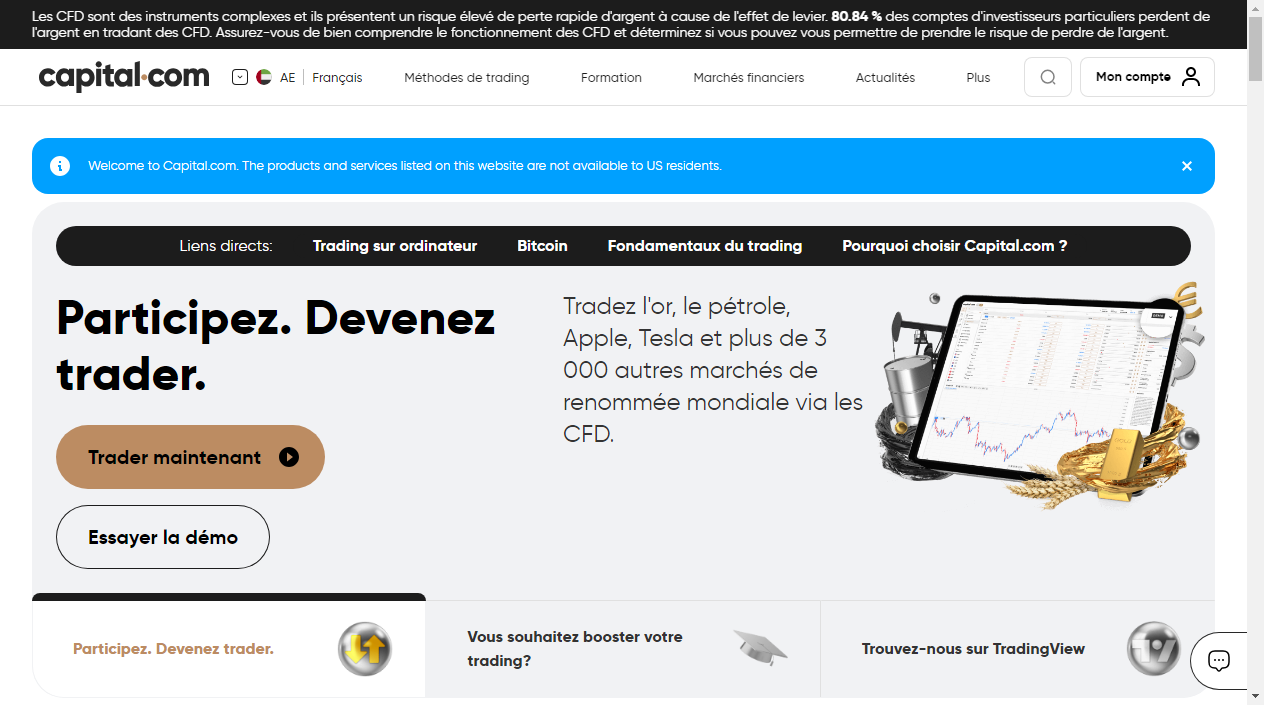 Les CFD sont des instruments complexes et ils présentent un risque élevé de perte rapide d'argent à cause de l'effet de levier. 80.84 % des comptes d'investisseurs particuliers perdent de
l'argent en tradant des CFD. Assurez-vous de bien comprendre le fonctionnement des CFD et déterminez si vous pouvez vous permettre de prendre le risque de perdre de l'argent.
capital.com AE Français Méthodes de trading Formation Marchés financiers Actualités Plus Mon compte
Welcome to Capital.com. The products and services listed on this website are not available to US residents.
Liens directs: Trading sur ordinateur Bitcoin Fondamentaux du trading Pourquoi choisir Capital.com ?
Participez. Devenez
trader.
Tradez l'or, le pétrole,
Apple, Tesla et plus de 3
000 autres marchés de
renommée mondiale via les
CFD.
Trader maintenant
Essayer la démo
Participez. Devenez trader.
Vous souhaitez booster votre
trading?
Trouvez-nous sur TradingView